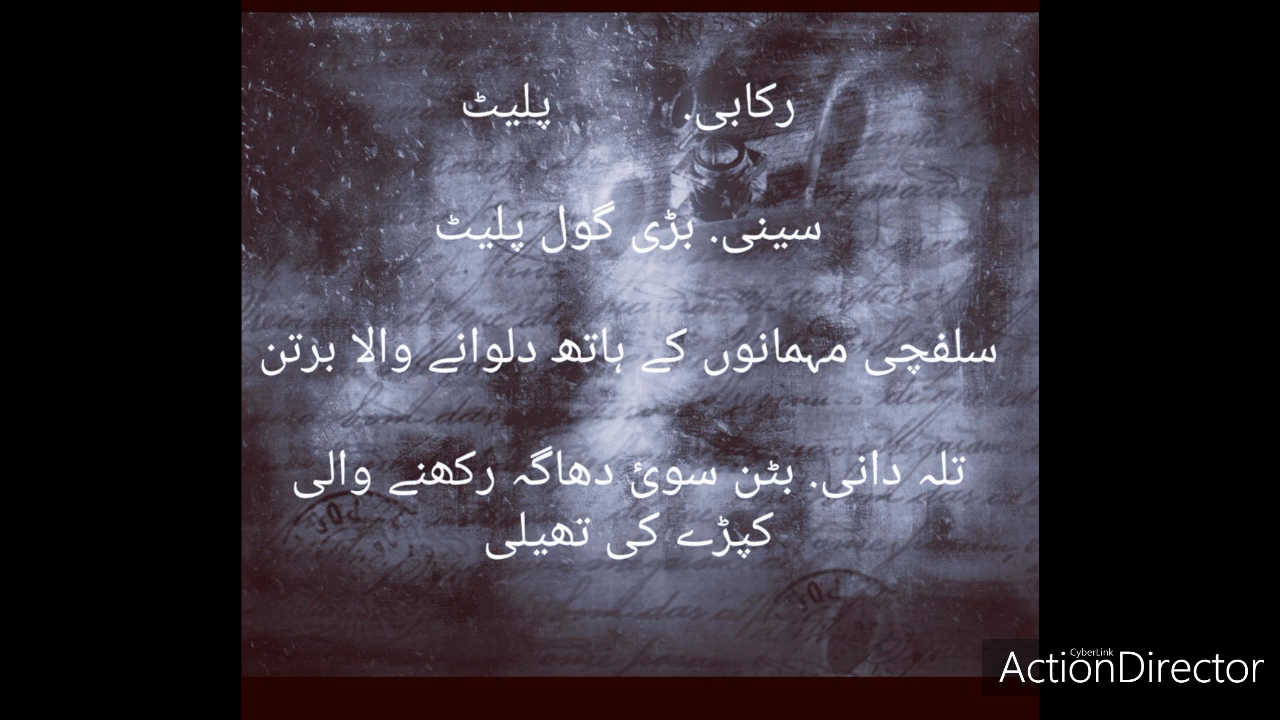 رکابی. پلیٹ
سینی. بڑی گول پلیٹ
سلفچی مہمانوں کے ہاتھ دلوانے والا برتن
تلہ دانی. بٹن سوئ دھاگہ رکھنے والی
کپڑے کی تھیلی
CyberLink
ActionDirector